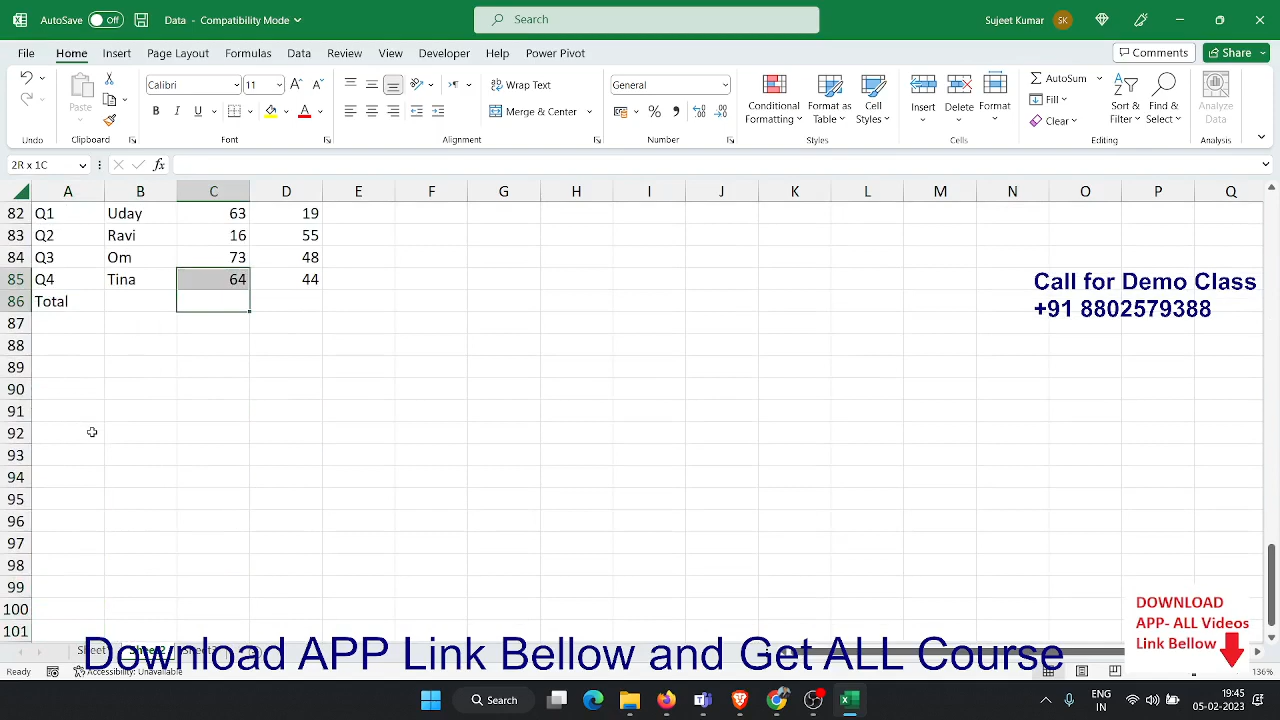 AutoSave Off Data - Compatibility Mode Search Sujeet Kumar SK
File Home Insert Page Layout Formulas Data Review View Developer Help Power Pivot Comments Share
Paste Calibri 11 Wrap Text General Conditional Formatting Format as Table Cell Styles Insert Delete Format AutoSum Fill Clear Sort & Filter Find & Select Analyze Data
B I U Merge & Center
Undo Clipboard Font Alignment Number Styles Cells Editing Analysis
2R x 1C fx
A B C D E F G H I J K L M N O P Q
82 Q1 Uday 63 19
83 Q2 Ravi 16 55
84 Q3 Om 73 48
85 Q4 Tina 64 44
86 Total
87
88
89
90
91
92
93
94
95
96
97
98
99
100
101
Call for Demo Class
+91 8802579388
DOWNLOAD
APP- ALL Videos
Link Bellow
Download APP Link Bellow and Get ALL Course
Ready Accessibility: Unavailable 136%
Search ENG IN 19:45 05-02-2023